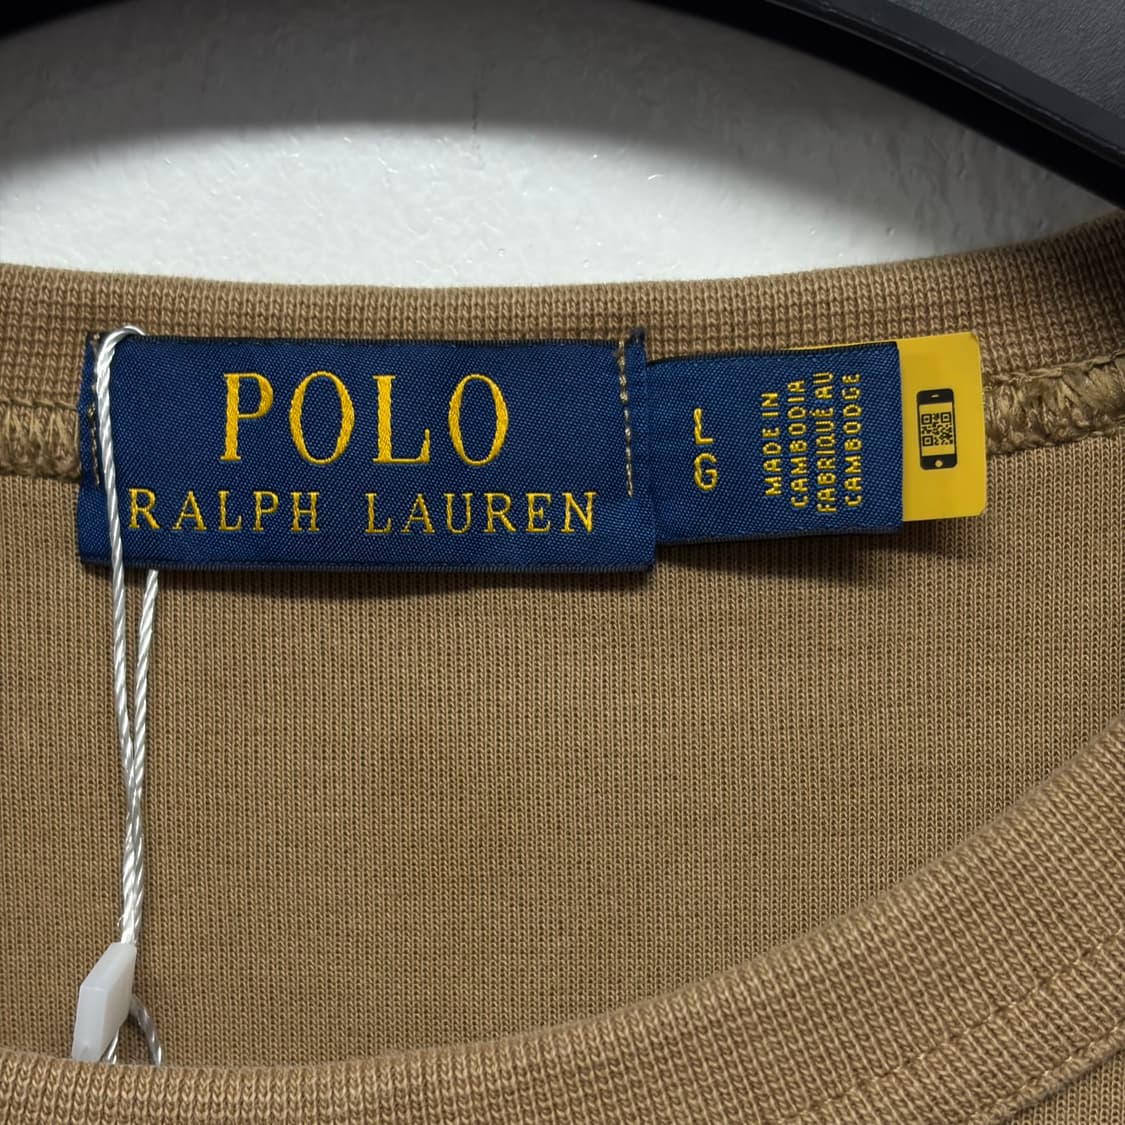 POLO
RALPH LAUREN
L
G
MADE IN
CAMBODIA
FABRIQUÉ AU
CAMBODGE